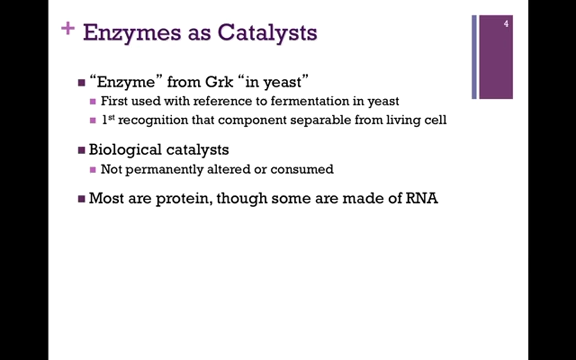 4
+ Enzymes as Catalysts
■ “Enzyme” from Grk “in yeast”
■ First used with reference to fermentation in yeast
■ 1st recognition that component separable from living cell
■ Biological catalysts
■ Not permanently altered or consumed
■ Most are protein, though some are made of RNA